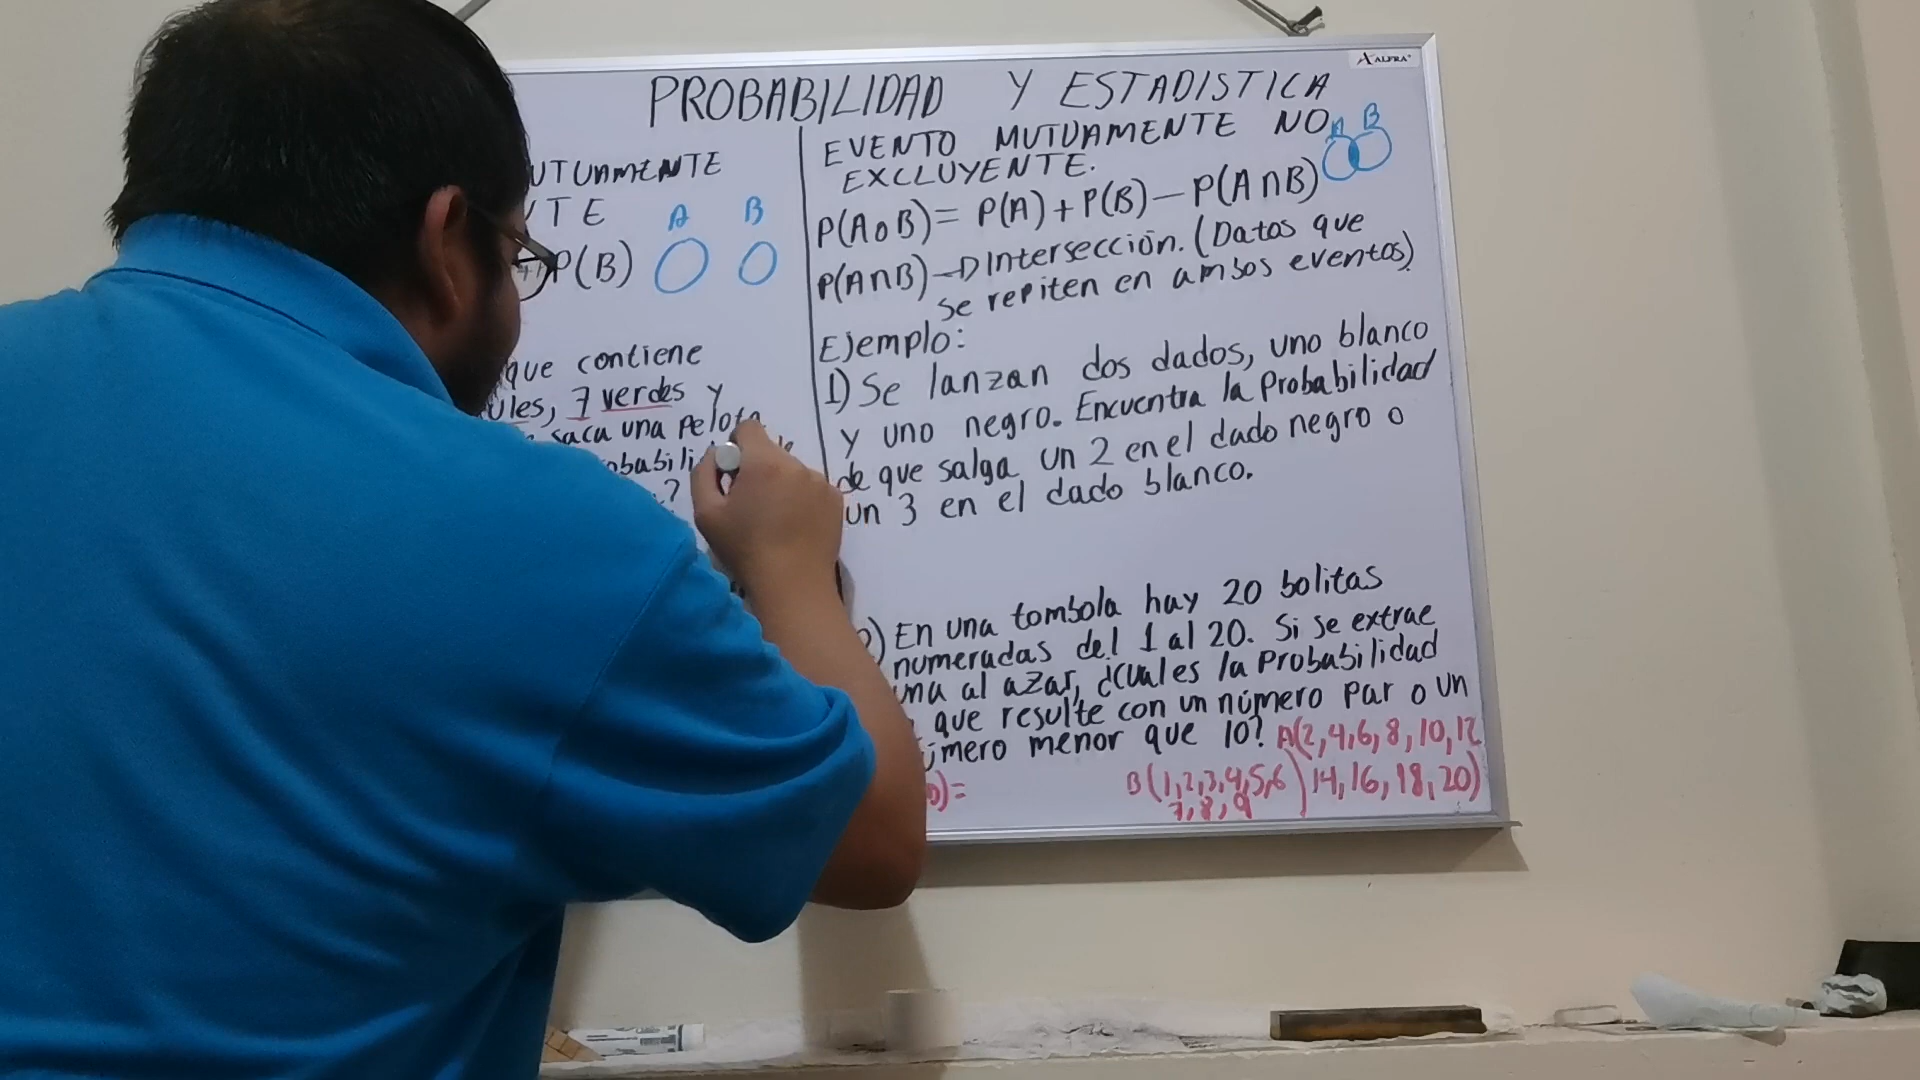 ALFRA
PROBABILIDAD Y ESTADISTICA
UTUAMENTE
TE A B
P(B)
que contiene
ules, 7 verdes y
saca una pelota
?
EVENTO MUTUAMENTE NO A B
EXCLUYENTE.
P(A o B) = P(A) + P(B) – P(A∩B)
P(A∩B) → Intersección. (Datos que
se repiten en ambos eventos)
Ejemplo:
1) Se lanzan dos dados, uno blanco
y uno negro. Encuentra la Probabilidad
de que salga un 2 en el dado negro o
un 3 en el dado blanco.
) En una tombola hay 20 bolitas
numeradas del 1 al 20. Si se extrae
una al azar, ¿cual es la Probabilidad
que resulte con un número par o un
mero menor que 10? A(2,4,6,8,10,12
) = B(1,2,3,4,5,6 14,16,18,20)
7,8,9)